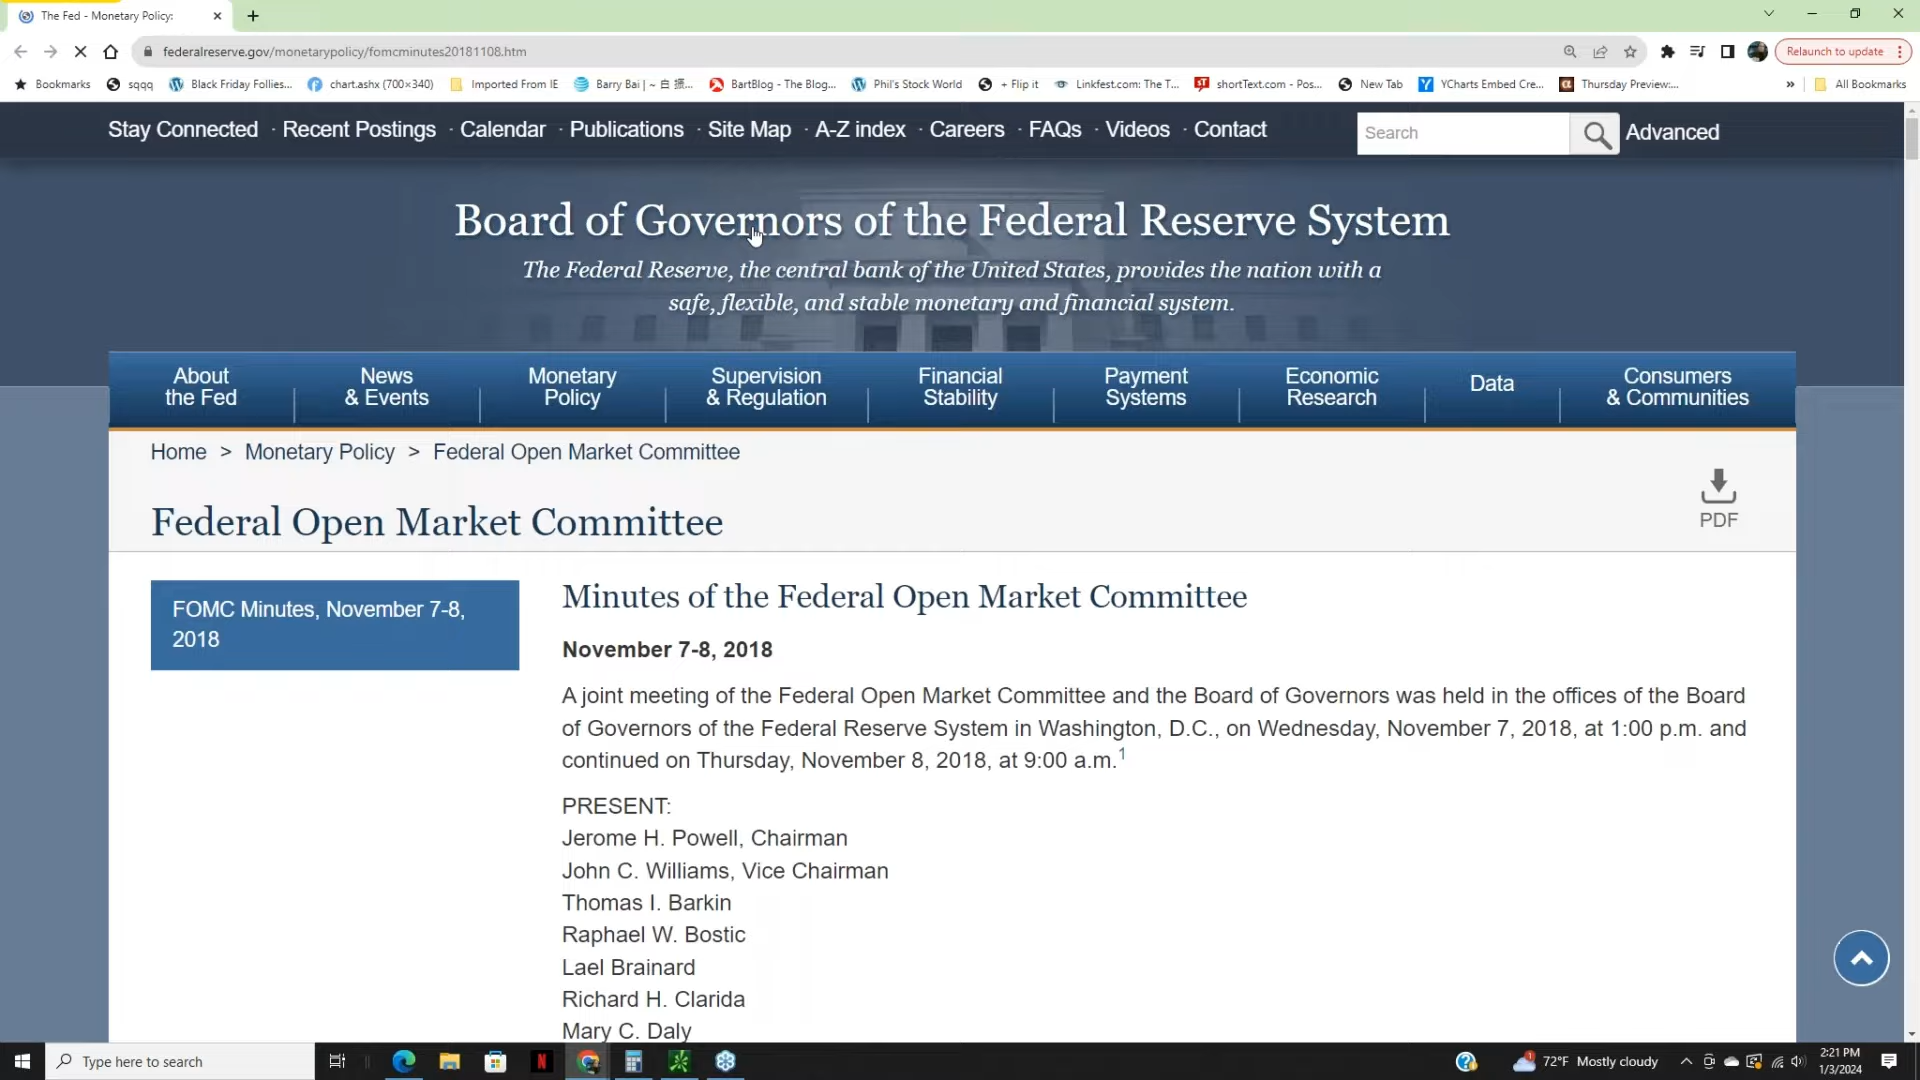 The Fed - Monetary Policy:
federalreserve.gov/monetarypolicy/fomcminutes20181108.htm
Relaunch to update
Bookmarks sqqq Black Friday Follies... chart.ashx (700×340) Imported From IE Barry Bai | ~ 白 振... BartBlog - The Blog... Phil's Stock World + Flip it Linkfest.com: The T... shortText.com - Pos... New Tab YCharts Embed Cre... Thursday Preview:... » All Bookmarks
Stay Connected · Recent Postings · Calendar · Publications · Site Map · A-Z index · Careers · FAQs · Videos · Contact
Search
Advanced
Board of Governors of the Federal Reserve System
The Federal Reserve, the central bank of the United States, provides the nation with a
safe, flexible, and stable monetary and financial system.
About the Fed
News & Events
Monetary Policy
Supervision & Regulation
Financial Stability
Payment Systems
Economic Research
Data
Consumers & Communities
Home > Monetary Policy > Federal Open Market Committee
PDF
Federal Open Market Committee
FOMC Minutes, November 7-8,
2018
Minutes of the Federal Open Market Committee
November 7-8, 2018
A joint meeting of the Federal Open Market Committee and the Board of Governors was held in the offices of the Board
of Governors of the Federal Reserve System in Washington, D.C., on Wednesday, November 7, 2018, at 1:00 p.m. and
continued on Thursday, November 8, 2018, at 9:00 a.m.1
PRESENT:
Jerome H. Powell, Chairman
John C. Williams, Vice Chairman
Thomas I. Barkin
Raphael W. Bostic
Lael Brainard
Richard H. Clarida
Mary C. Daly
Type here to search
72°F Mostly cloudy
2:21 PM
1/3/2024